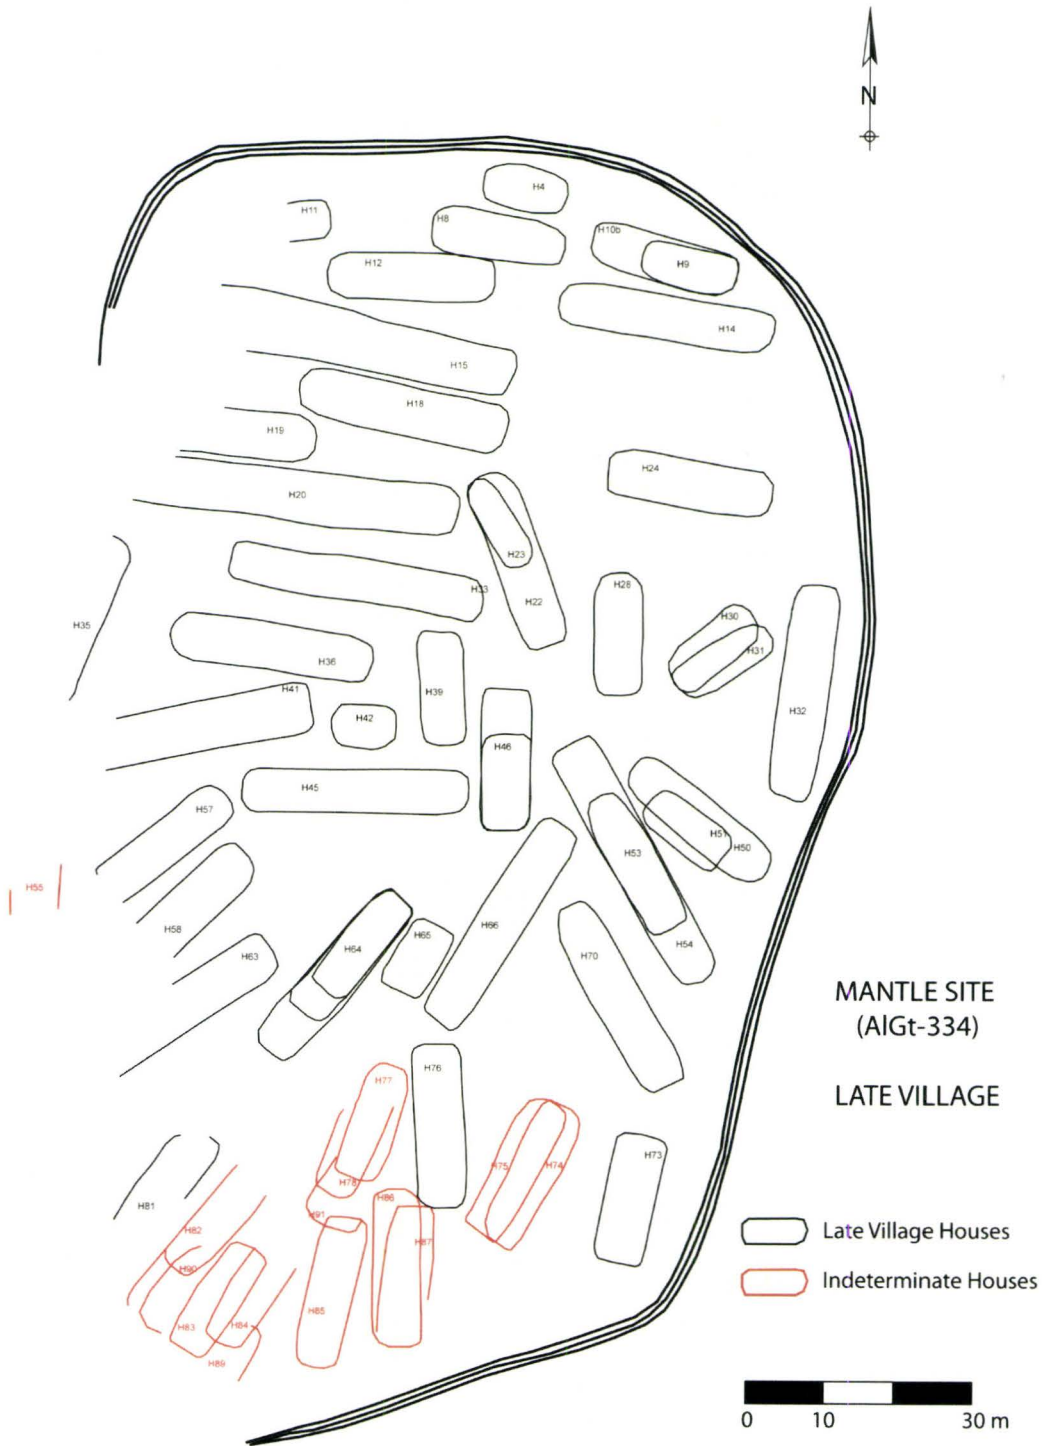 N
H4
H11
H8
H10b
H9
H12
H14
H15
H18
H19
H24
H20
H23
H28
H33
H22
H30
H31
H35
H36
H39
H41
H42
H32
H46
H45
H57
H51
H50
H53
H55
H66
H58
H65
H54
H64
H63
H70
MANTLE SITE
(AlGt-334)
H76
H77
LATE VILLAGE
H73
H75
H74
H78
H86
H81
H91
H82
H87
Late Village Houses
H90
Indeterminate Houses
H85
H83
H84
H89
0 10 30 m